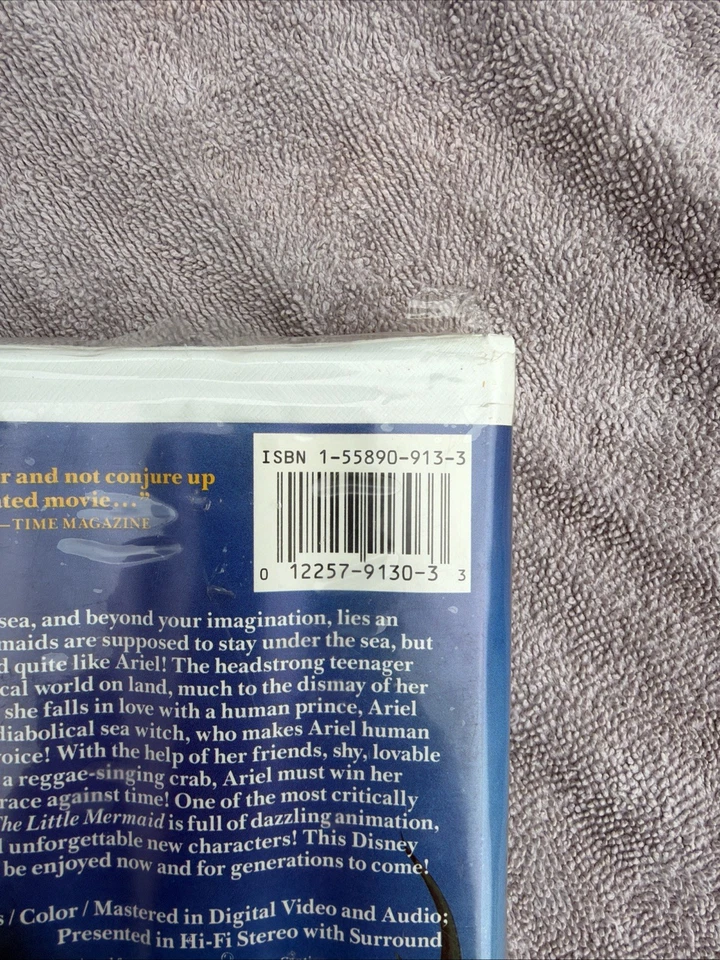 ISBN 1-55890-913-3
0 12257-9130-3 3
r and not conjure up
ted movie..."
—TIME MAGAZINE
sea, and beyond your imagination, lies an
maids are supposed to stay under the sea, but
d quite like Ariel! The headstrong teenager
cal world on land, much to the dismay of her
she falls in love with a human prince, Ariel
diabolical sea witch, who makes Ariel human
voice! With the help of her friends, shy, lovable
a reggae-singing crab, Ariel must win her
race against time! One of the most critically
The Little Mermaid is full of dazzling animation,
d unforgettable new characters! This Disney
be enjoyed now and for generations to come!
s / Color / Mastered in Digital Video and Audio;
Presented in Hi-Fi Stereo with Surround